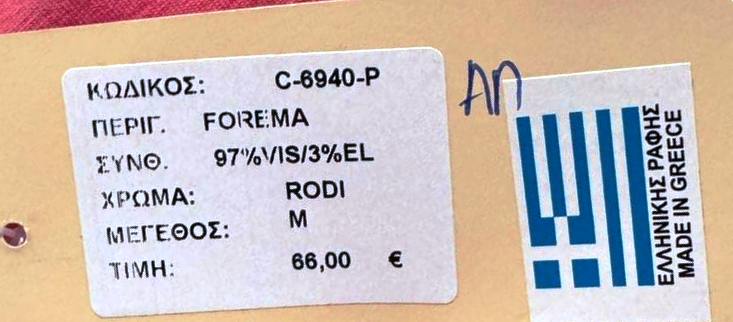 ΚΩΔΙΚΟΣ: C-6940-P
ΠΕΡΙΓ. FOREMA
ΣΥΝΘ. 97%VIS/3%EL
ΧΡΩΜΑ: RODI
ΜΕΓΕΘΟΣ: M
ΤΙΜΗ: 66,00 €
ΑΠ
ΕΛΛΗΝΙΚΗΣ ΡΑΦΗΣ
MADE IN GREECE